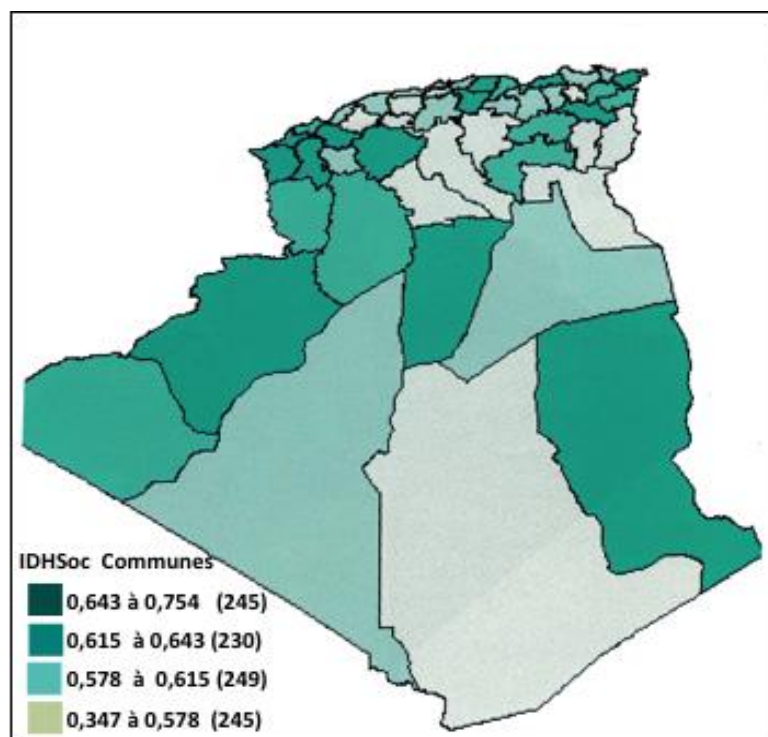 IDHSoc Communes
0,643 à 0,754 (245)
0,615 à 0,643 (230)
0,578 à 0,615 (249)
0,347 à 0,578 (245)